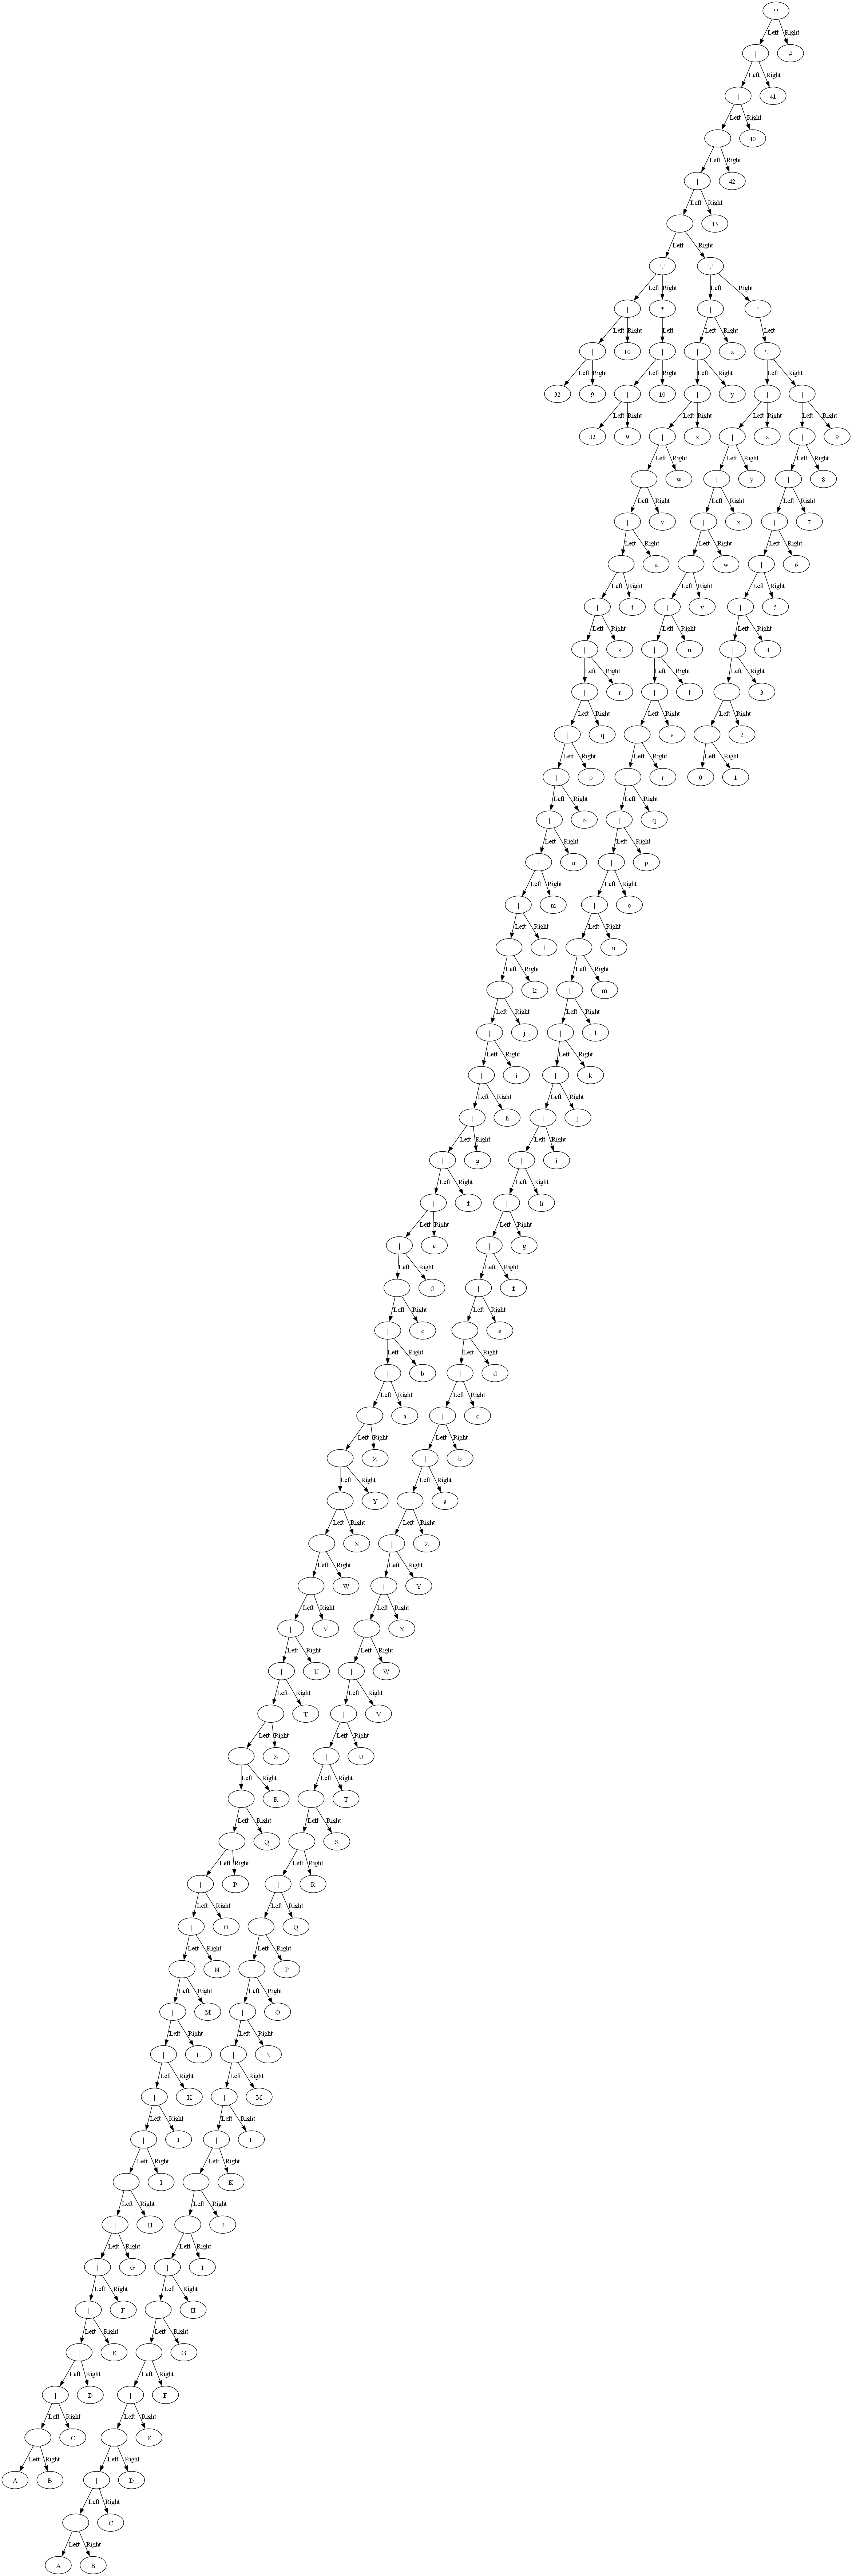 '.'
Left Right
| #
Left Right
| 41
Left Right
| 40
Left Right
| 42
Left Right
| 43
Left Right
'.' '.'
Left Right Left Right
| * | *
Left Right Left Left Right Left
| 10 | | z '.'
Left Right Left Right Left Right Left Right
32 9 | 10 | y | |
Left Right Left Right Left Right Left Right
32 9 | x | z | 9
Left Right Left Right Left Right
| w | y | 8
Left Right Left Right Left Right
| v | x | 7
Left Right Left Right Left Right
| u | w | 6
Left Right Left Right Left Right
| t | v | 5
Left Right Left Right Left Right
| s | u | 4
Left Right Left Right Left Right
| r | t | 3
Left Right Left Right Left Right
| q | s | 2
Left Right Left Right Left Right
| p | r 0 1
Left Right Left Right
| o | q
Left Right Left Right
| n | p
Left Right Left Right
| m | o
Left Right Left Right
| l | n
Left Right Left Right
| k | m
Left Right Left Right
| j | l
Left Right Left Right
| i | k
Left Right Left Right
| h | j
Left Right Left Right
| g | i
Left Right Left Right
| f | h
Left Right Left Right
| e | g
Left Right Left Right
| d | f
Left Right Left Right
| c | e
Left Right Left Right
| b | d
Left Right Left Right
| a | c
Left Right Left Right
| Z | b
Left Right Left Right
| Y | a
Left Right Left Right
| X | Z
Left Right Left Right
| W | Y
Left Right Left Right
| V | X
Left Right Left Right
| U | W
Left Right Left Right
| T | V
Left Right Left Right
| S | U
Left Right Left Right
| R | T
Left Right Left Right
| Q | S
Left Right Left Right
| P | R
Left Right Left Right
| O | Q
Left Right Left Right
| N | P
Left Right Left Right
| M | O
Left Right Left Right
| L | N
Left Right Left Right
| K | M
Left Right Left Right
| J | L
Left Right Left Right
| I | K
Left Right Left Right
| H | J
Left Right Left Right
| G | I
Left Right Left Right
| F | H
Left Right Left Right
| E | G
Left Right Left Right
| D | F
Left Right Left Right
| C | E
Left Right Left Right
A B | D
Left Right
| C
Left Right
A B